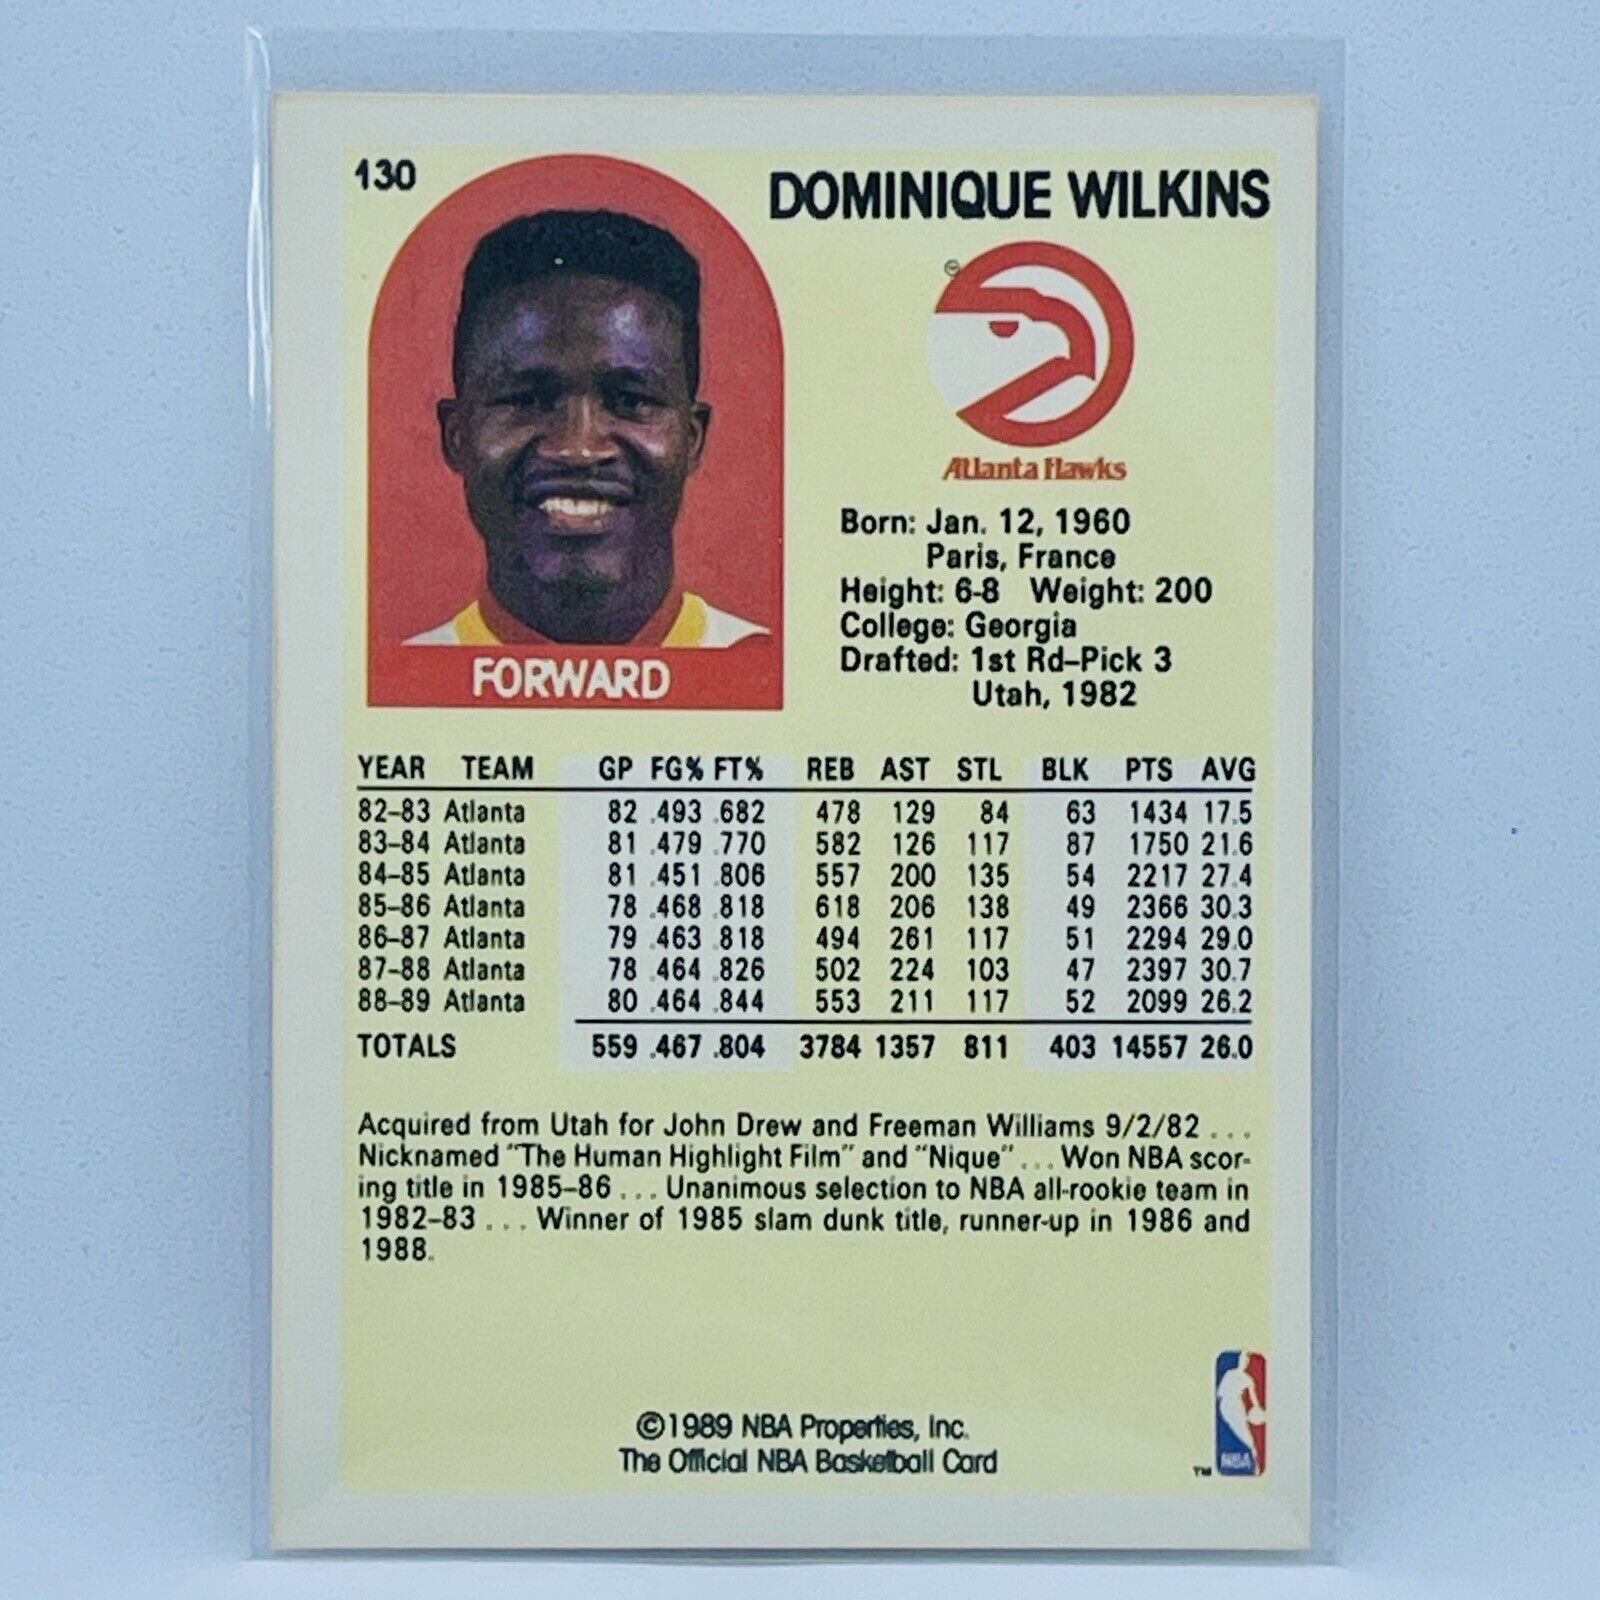 130
DOMINIQUE WILKINS
Atlanta Hawks
FORWARD
Born: Jan. 12, 1960
Paris, France
Height: 6-8 Weight: 200
College: Georgia
Drafted: 1st Rd–Pick 3
Utah, 1982
YEAR TEAM GP FG% FT% REB AST STL BLK PTS AVG
82–83 Atlanta 82 .493 .682 478 129 84 63 1434 17.5
83–84 Atlanta 81 .479 .770 582 126 117 87 1750 21.6
84–85 Atlanta 81 .451 .806 557 200 135 54 2217 27.4
85–86 Atlanta 78 .468 .818 618 206 138 49 2366 30.3
86–87 Atlanta 79 .463 .818 494 261 117 51 2294 29.0
87–88 Atlanta 78 .464 .826 502 224 103 47 2397 30.7
88–89 Atlanta 80 .464 .844 553 211 117 52 2099 26.2
TOTALS 559 .467 .804 3784 1357 811 403 14557 26.0
Acquired from Utah for John Drew and Freeman Williams 9/2/82 ...
Nicknamed "The Human Highlight Film" and "Nique" ... Won NBA scor-
ing title in 1985–86 ... Unanimous selection to NBA all-rookie team in
1982–83 ... Winner of 1985 slam dunk title, runner-up in 1986 and
1988.
©1989 NBA Properties, Inc.
The Official NBA Basketball Card
NBA
TM